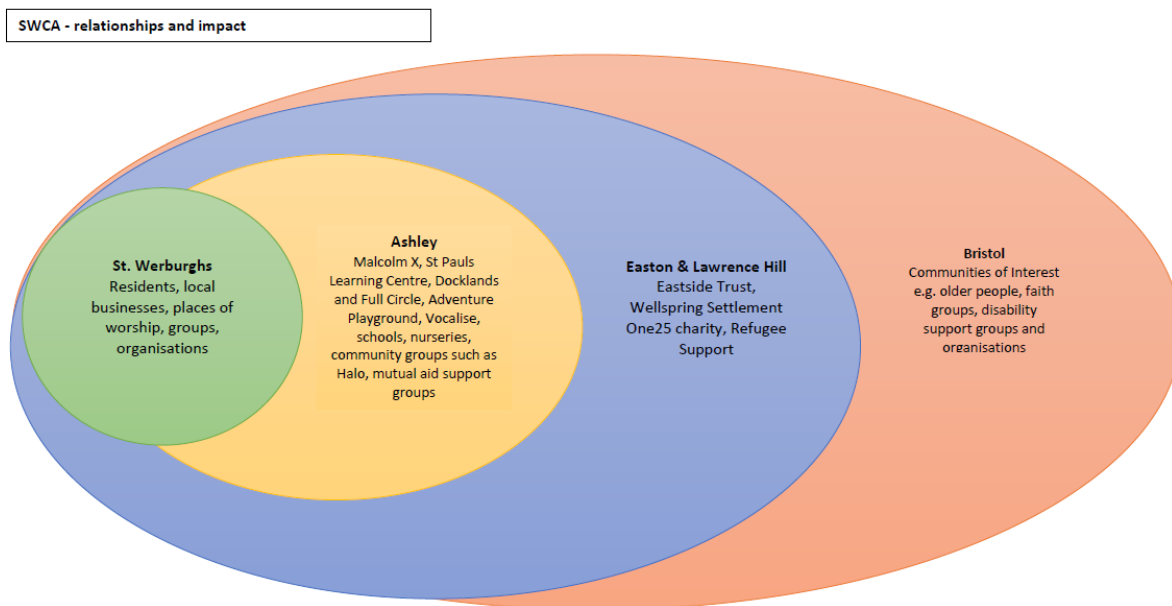 SWCA - relationships and impact
St. Werburghs
Residents, local
businesses, places of
worship, groups,
organisations
Ashley
Malcolm X, St Pauls
Learning Centre, Docklands
and Full Circle, Adventure
Playground, Vocalise,
schools, nurseries,
community groups such as
Halo, mutual aid support
groups
Easton & Lawrence Hill
Eastside Trust,
Wellspring Settlement
One25 charity, Refugee
Support
Bristol
Communities of Interest
e.g. older people, faith
groups, disability
support groups and
organisations